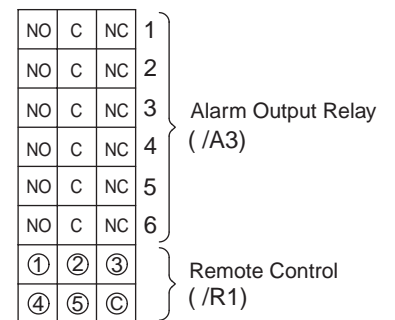 NO C NC 1
NO C NC 2
NO C NC 3
NO C NC 4
NO C NC 5
NO C NC 6
Alarm Output Relay
( /A3)
① ② ③
④ ⑤ Ⓒ
Remote Control
( /R1)